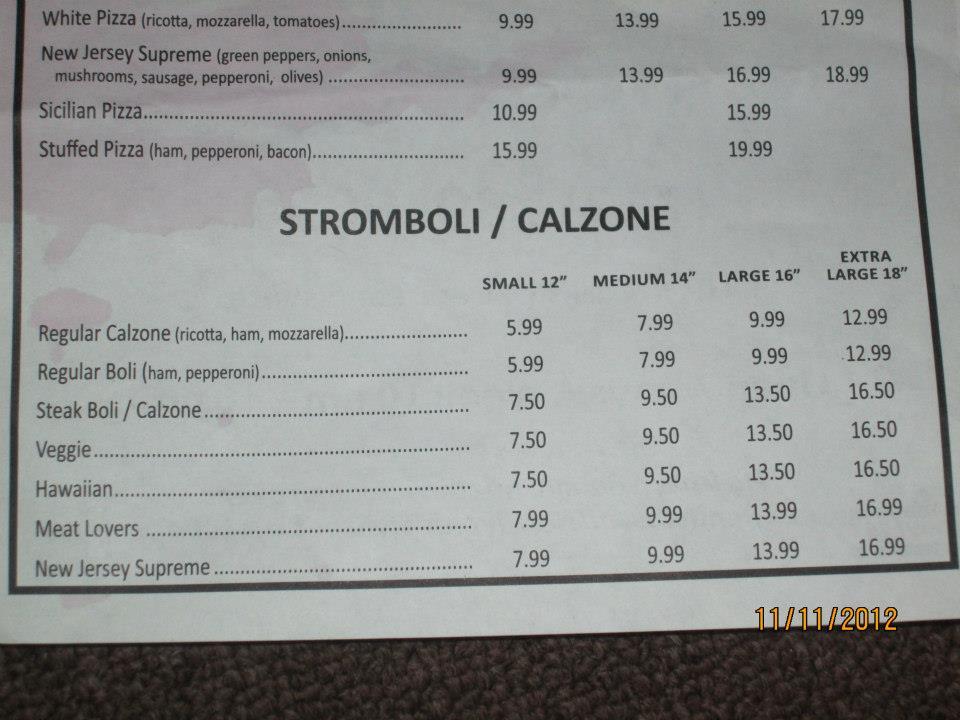 White Pizza (ricotta, mozzarella, tomatoes)........................ 9.99 13.99 15.99 17.99
New Jersey Supreme (green peppers, onions,
mushrooms, sausage, pepperoni, olives) ........................... 9.99 13.99 16.99 18.99
Sicilian Pizza................................................................ 10.99 15.99
Stuffed Pizza (ham, pepperoni, bacon).............................. 15.99 19.99
STROMBOLI / CALZONE
SMALL 12” MEDIUM 14” LARGE 16” EXTRA LARGE 18”
Regular Calzone (ricotta, ham, mozzarella)........................ 5.99 7.99 9.99 12.99
Regular Boli (ham, pepperoni)......................................... 5.99 7.99 9.99 12.99
Steak Boli / Calzone..................................................... 7.50 9.50 13.50 16.50
Veggie......................................................................... 7.50 9.50 13.50 16.50
Hawaiian..................................................................... 7.50 9.50 13.50 16.50
Meat Lovers ................................................................ 7.99 9.99 13.99 16.99
New Jersey Supreme .................................................... 7.99 9.99 13.99 16.99
11/11/2012